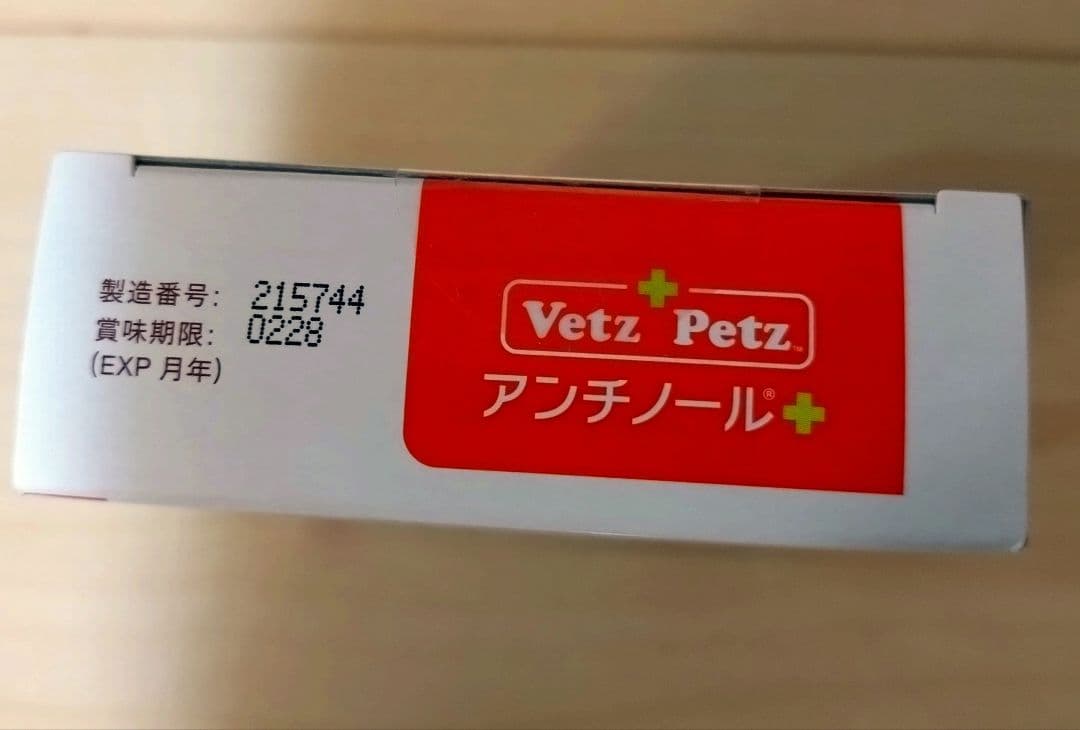 製造番号: 215744
賞味期限: 0228
(EXP 月年)
Vetz Petz™
アンチノール®